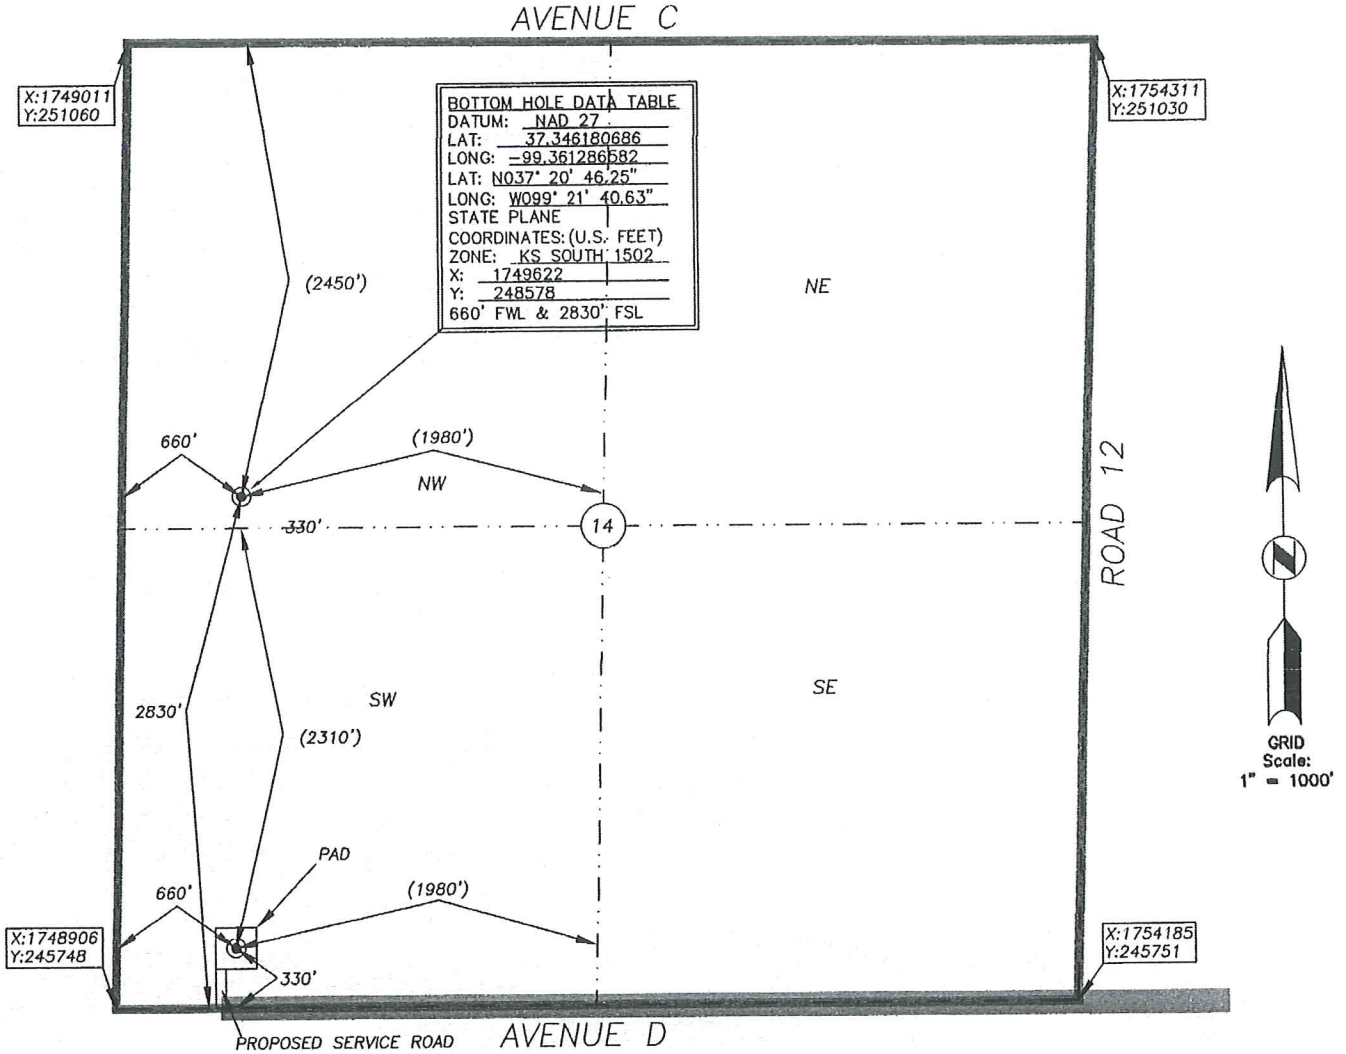 AVENUE C
X:1749011
Y:251060
X:1754311
Y:251030
BOTTOM HOLE DATA TABLE
DATUM: NAD 27
LAT: 37.346180686
LONG: -99.361286582
LAT: N037° 20' 46.25"
LONG: W099° 21' 40.63"
STATE PLANE
COORDINATES: (U.S. FEET)
ZONE: KS SOUTH 1502
X: 1749622
Y: 248578
660' FWL & 2830' FSL
(2450')
NE
660'
(1980')
NW
330'
14
ROAD 12
N
2830'
SW
(2310')
SE
GRID
Scale:
1" = 1000'
PAD
660'
(1980')
X:1748906
Y:245748
X:1754185
Y:245751
330'
PROPOSED SERVICE ROAD
AVENUE D